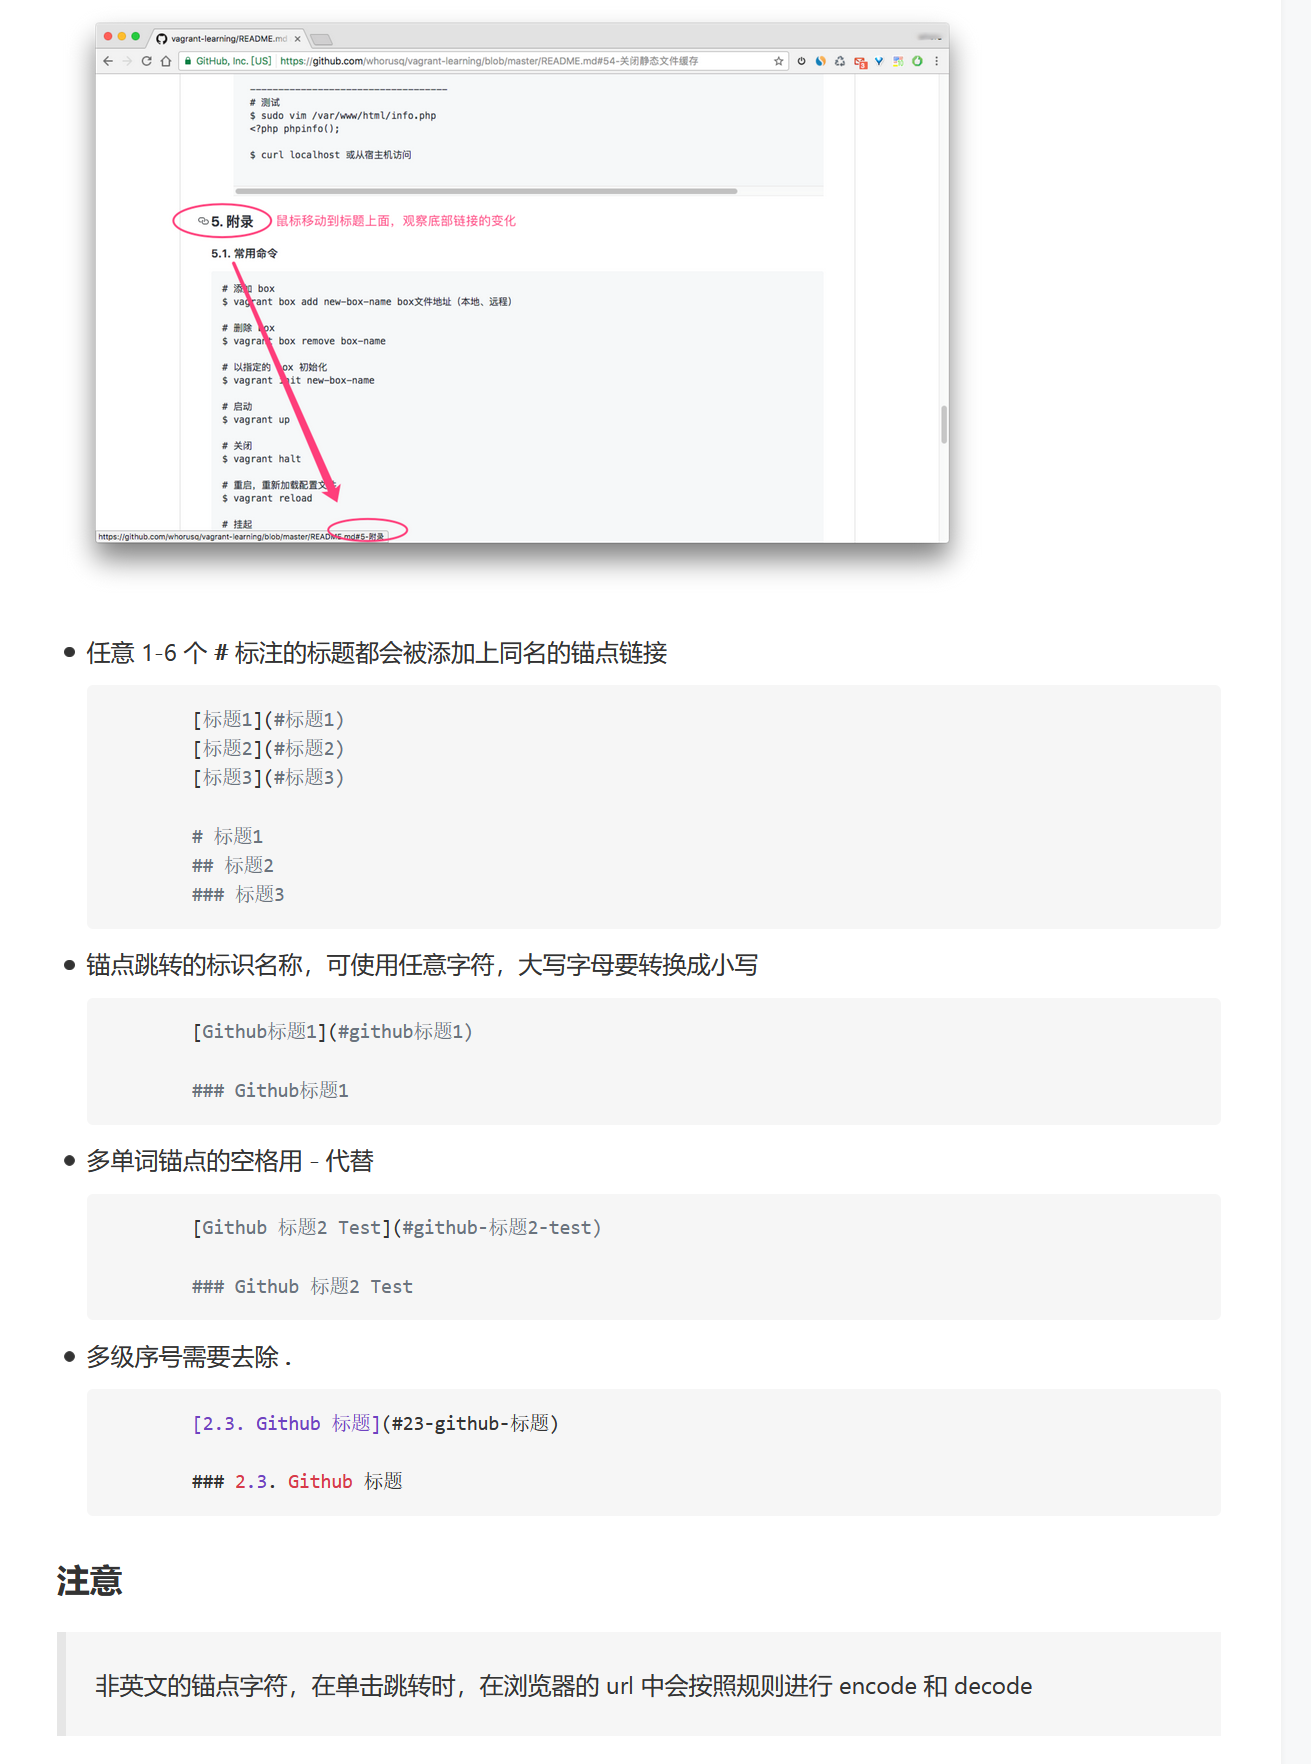 vagrant-learning/README.md
GitHub, Inc. [US] https://github.com/whorusq/vagrant-learning/blob/master/README.md#54-关闭静态文件缓存
-----------------------------------
# 测试
$ sudo vim /var/www/html/info.php
<?php phpinfo();
$ curl localhost 或从宿主机访问
5. 附录 鼠标移动到标题上面，观察底部链接的变化
5.1. 常用命令
# 添加 box
$ vagrant box add new-box-name box文件地址（本地、远程）
# 删除 box
$ vagrant box remove box-name
# 以指定的 box 初始化
$ vagrant init new-box-name
# 启动
$ vagrant up
# 关闭
$ vagrant halt
# 重启，重新加载配置文件
$ vagrant reload
# 挂起
https://github.com/whorusq/vagrant-learning/blob/master/README.md#5-附录
任意 1-6 个 # 标注的标题都会被添加上同名的锚点链接
[标题1](#标题1)
[标题2](#标题2)
[标题3](#标题3)
# 标题1
## 标题2
### 标题3
锚点跳转的标识名称，可使用任意字符，大写字母要转换成小写
[Github标题1](#github标题1)
### Github标题1
多单词锚点的空格用 - 代替
[Github 标题2 Test](#github-标题2-test)
### Github 标题2 Test
多级序号需要去除 .
[2.3. Github 标题](#23-github-标题)
### 2.3. Github 标题
注意
非英文的锚点字符，在单击跳转时，在浏览器的 url 中会按照规则进行 encode 和 decode